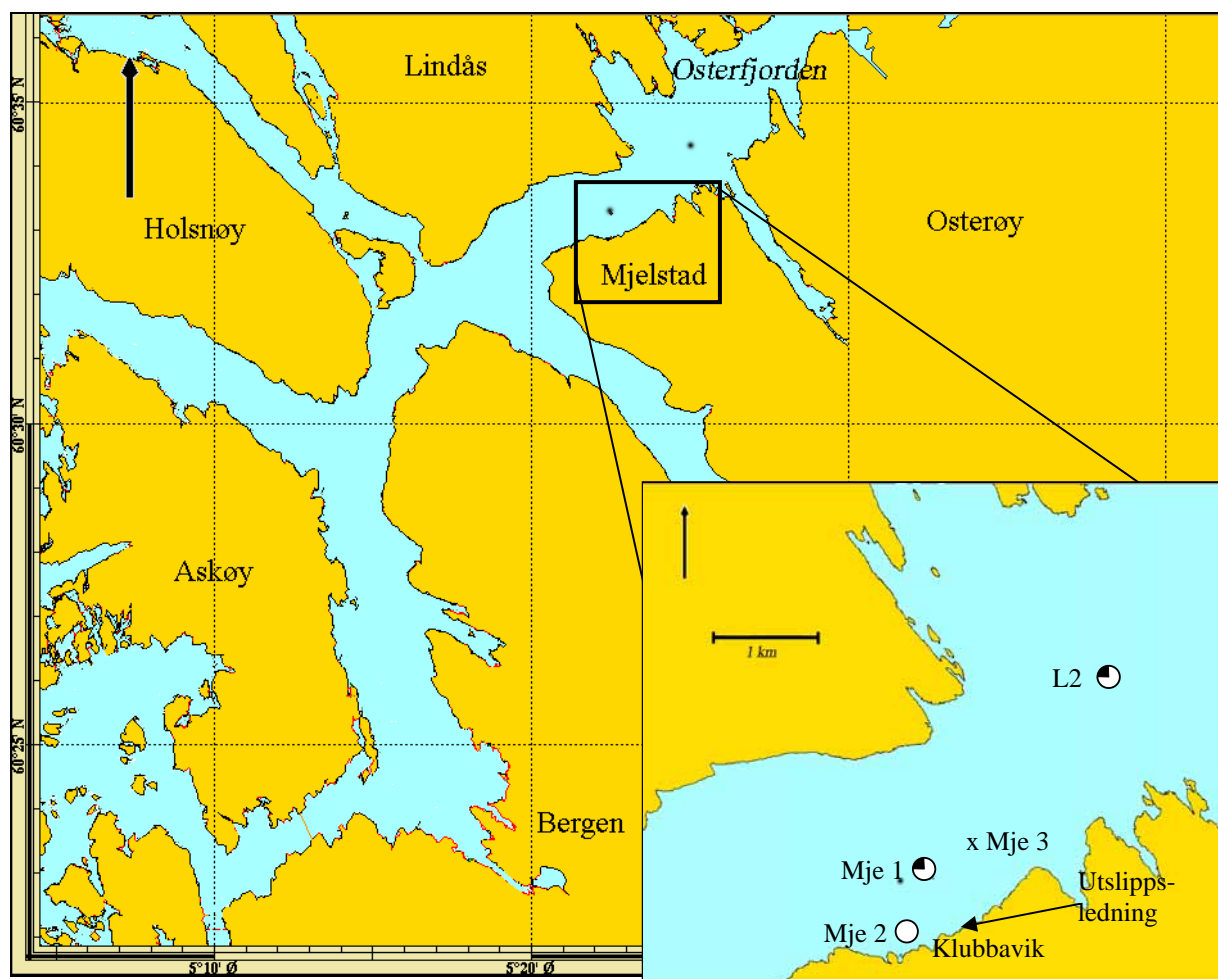 Lindås
Osterfjorden
60°35' N
Holsnøy
Osterøy
Mjelstad
60°30' N
Askøy
60°25' N
Bergen
5°10' Ø
5°20' Ø
1 km
L2
x Mje 3
Mje 1
Utslipps-
ledning
Mje 2
Klubbavik